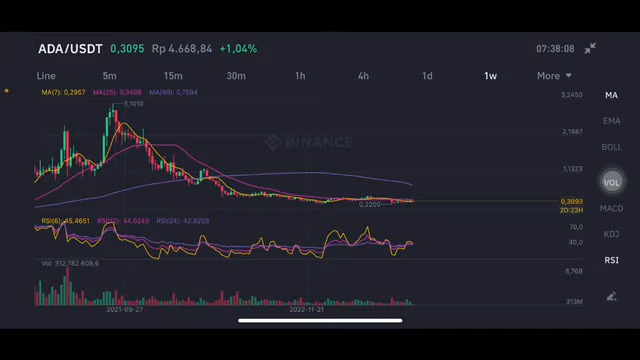 ADA/USDT 0,3095 Rp 4.668,84 +1,04% 07:38:08
Line 5m 15m 30m 1h 4h 1d 1w More
MA(7): 0,2957 MA(25): 0,3486 MA(99): 0,7594
3,2450
MA
3,1010
EMA
2,1887
BINANCE
BOLL
1,1323
VOL
0,2200
0,3093
2D:23H
MACD
RSI(6): 45,4651 RSI(12): 44,0243 RSI(24): 42,8206
70,0
KDJ
40,0
Vol: 312.782.608,6
RSI
8,768
313M
2021-09-27 2022-11-21